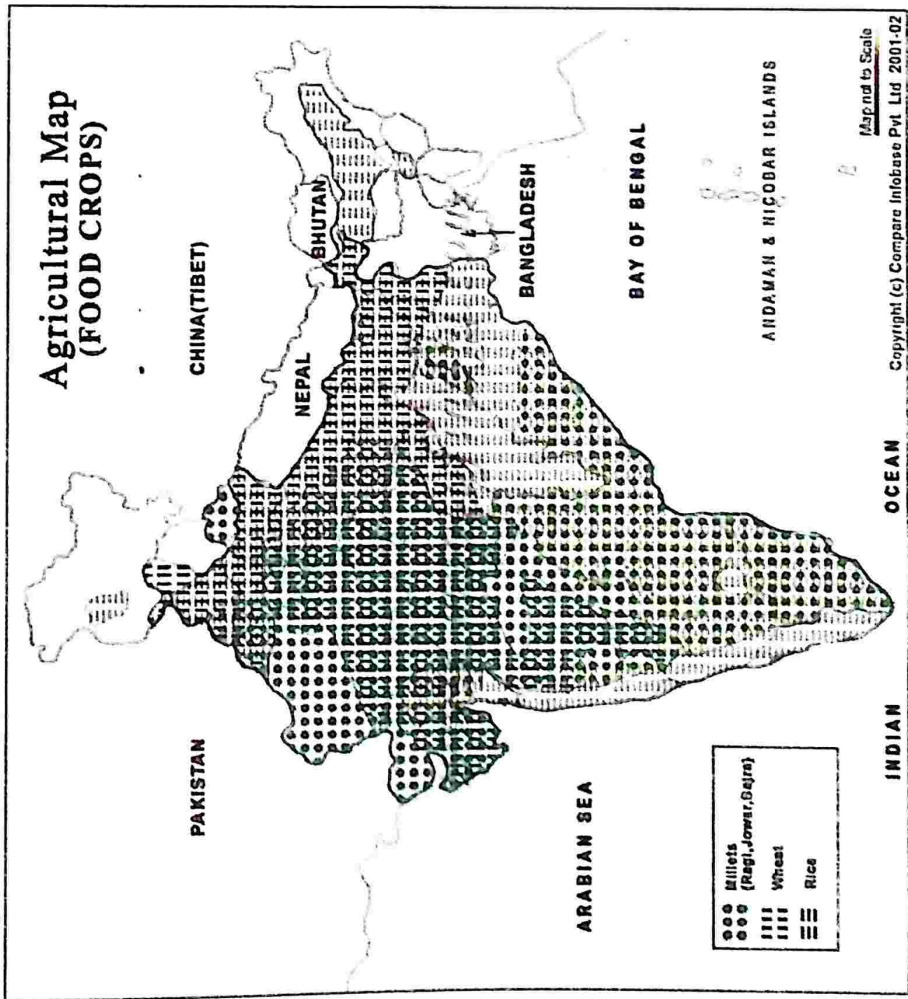 Agricultural Map
(FOOD CROPS)
CHINA(TIBET)
PAKISTAN
NEPAL
BHUTAN
BANGLADESH
ARABIAN SEA
BAY OF BENGAL
ANDAMAN & NICOBAR ISLANDS
INDIAN OCEAN
Millets
(Ragi,Jowar,Bajra)
Wheat
Rice
Map not to Scale
Copyright (c) Compare Infobase Pvt. Ltd 2001-02